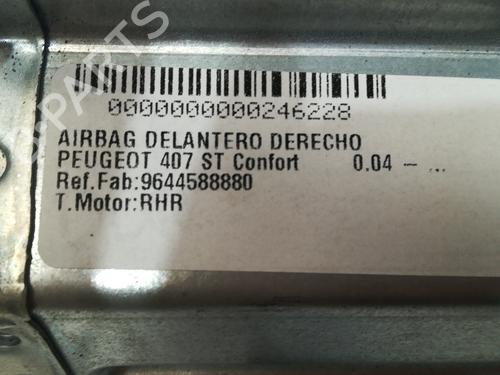 0000000000246228
AIRBAG DELANTERO DERECHO
PEUGEOT 407 ST Confort 0.04 - ...
Ref.Fab:9644588880
T.Motor:RHR